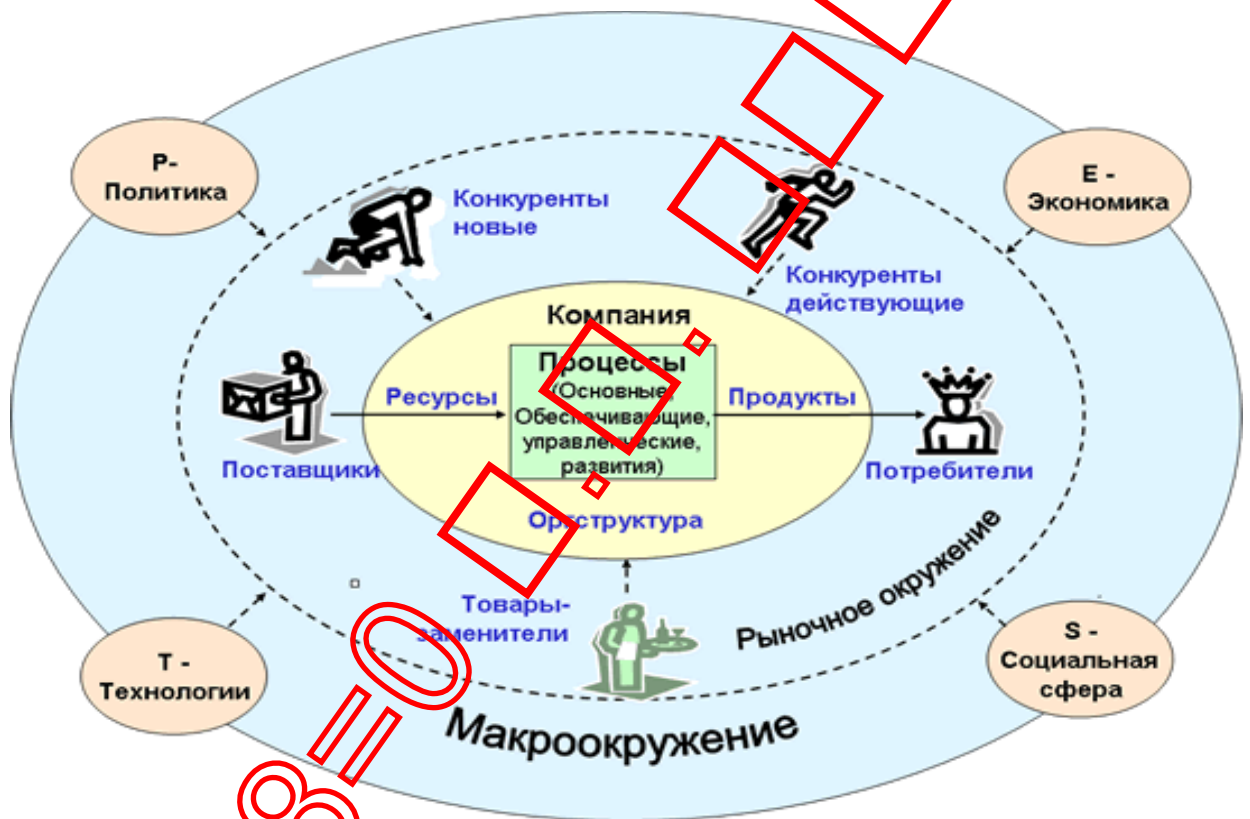 P-
Политика
E -
Экономика
Конкуренты
новые
Конкуренты
действующие
Компания
Процессы
(Основные,
Обеспечивающие,
управленческие,
развития)
Ресурсы
Продукты
Поставщики
Потребители
Оргструктура
Товары-
заменители
Рыночное окружение
T -
Технологии
S -
Социальная
сфера
Макроокружение